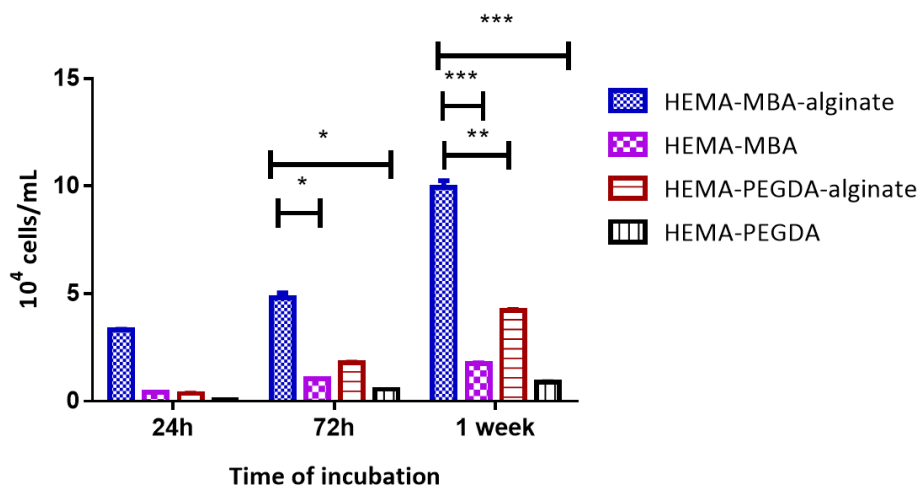 ***
15
***
HEMA-MBA-alginate
*
**
HEMA-MBA
*
10
HEMA-PEGDA-alginate
HEMA-PEGDA
10⁴ cells/mL
5
0
24h 72h 1 week
Time of incubation